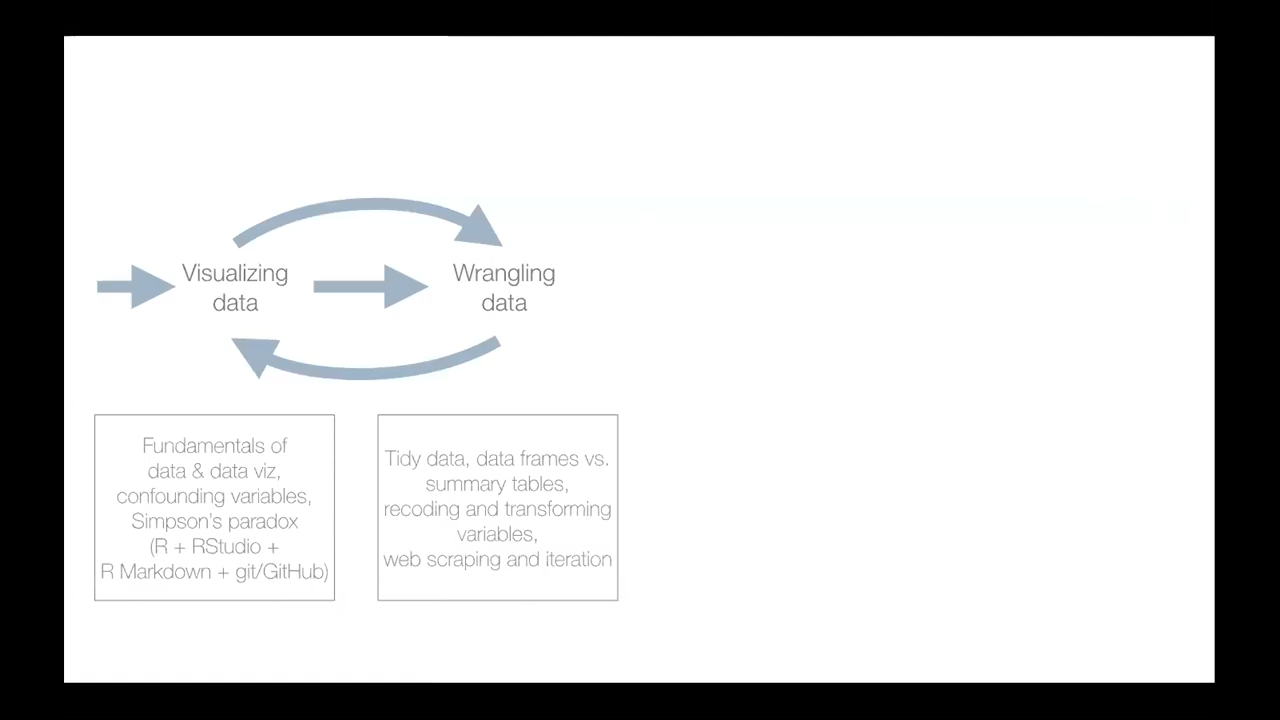 Visualizing
data
Wrangling
data
Fundamentals of
data & data viz,
confounding variables,
Simpson's paradox
(R + RStudio +
R Markdown + git/GitHub)
Tidy data, data frames vs.
summary tables,
recoding and transforming
variables,
web scraping and iteration